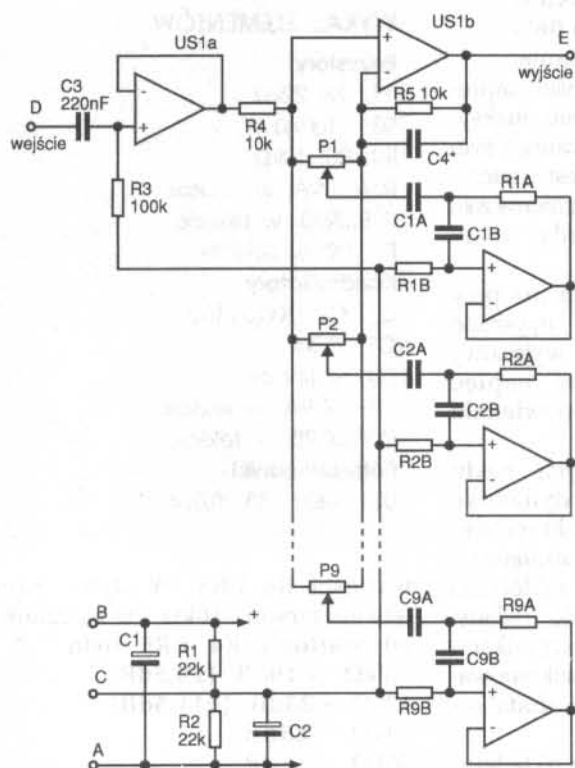 US1a
US1b
C3
220nF
D
wejście
R4
10k
R3
100k
E
wyjście
R5 10k
C4*
P1
C1A
R1A
C1B
R1B
P2
C2A
R2A
C2B
R2B
P9
C9A
R9A
C9B
R9B
B
C1
R1
22k
C
R2
22k
C2
A